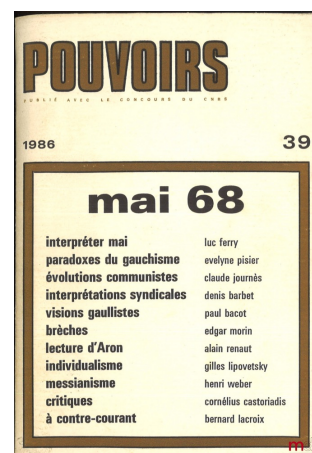 POUVOIRS
PUBLIÉ AVEC LE CONCOURS DU CNRS
1986
39
mai 68
interpréter mai luc ferry
paradoxes du gauchisme evelyne pisier
évolutions communistes claude journès
interprétations syndicales denis barbet
visions gaullistes paul bacot
brèches edgar morin
lecture d'Aron alain renaut
individualisme gilles lipovetsky
messianisme henri weber
critiques cornélius castoriadis
à contre-courant bernard lacroix
m